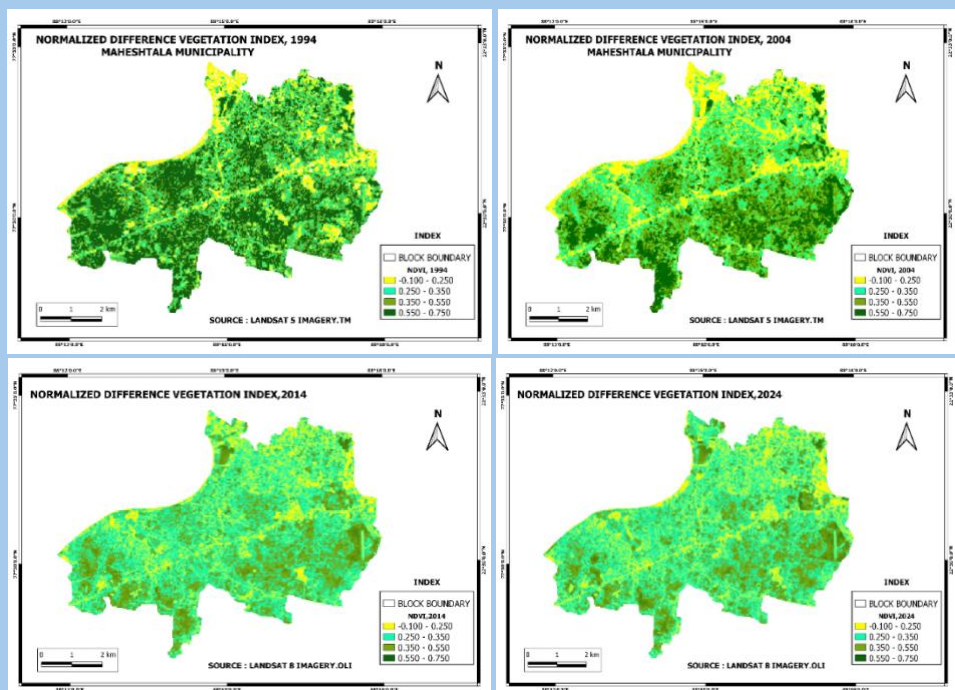 NORMALIZED DIFFERENCE VEGETATION INDEX, 1994
MAHESHTALA MUNICIPALITY
N
INDEX
BLOCK BOUNDARY
NDVI, 1994
-0.100 - 0.250
0.250 - 0.350
0.350 - 0.550
0.550 - 0.750
0 1 2 km
SOURCE : LANDSAT 5 IMAGERY.TM
NORMALIZED DIFFERENCE VEGETATION INDEX, 2004
MAHESHTALA MUNICIPALITY
N
INDEX
BLOCK BOUNDARY
NDVI, 2004
-0.100 - 0.250
0.250 - 0.350
0.350 - 0.550
0.550 - 0.750
0 1 2 km
SOURCE : LANDSAT 5 IMAGERY.TM
NORMALIZED DIFFERENCE VEGETATION INDEX,2014
N
INDEX
BLOCK BOUNDARY
NDVI,2014
-0.100 - 0.250
0.250 - 0.350
0.350 - 0.550
0.550 - 0.750
0 1 2 km
SOURCE : LANDSAT 8 IMAGERY.OLI
NORMALIZED DIFFERENCE VEGETATION INDEX,2024
N
INDEX
BLOCK BOUNDARY
NDVI,2024
-0.100 - 0.250
0.250 - 0.350
0.350 - 0.550
0.550 - 0.750
0 1 2 km
SOURCE : LANDSAT 8 IMAGERY.OLI